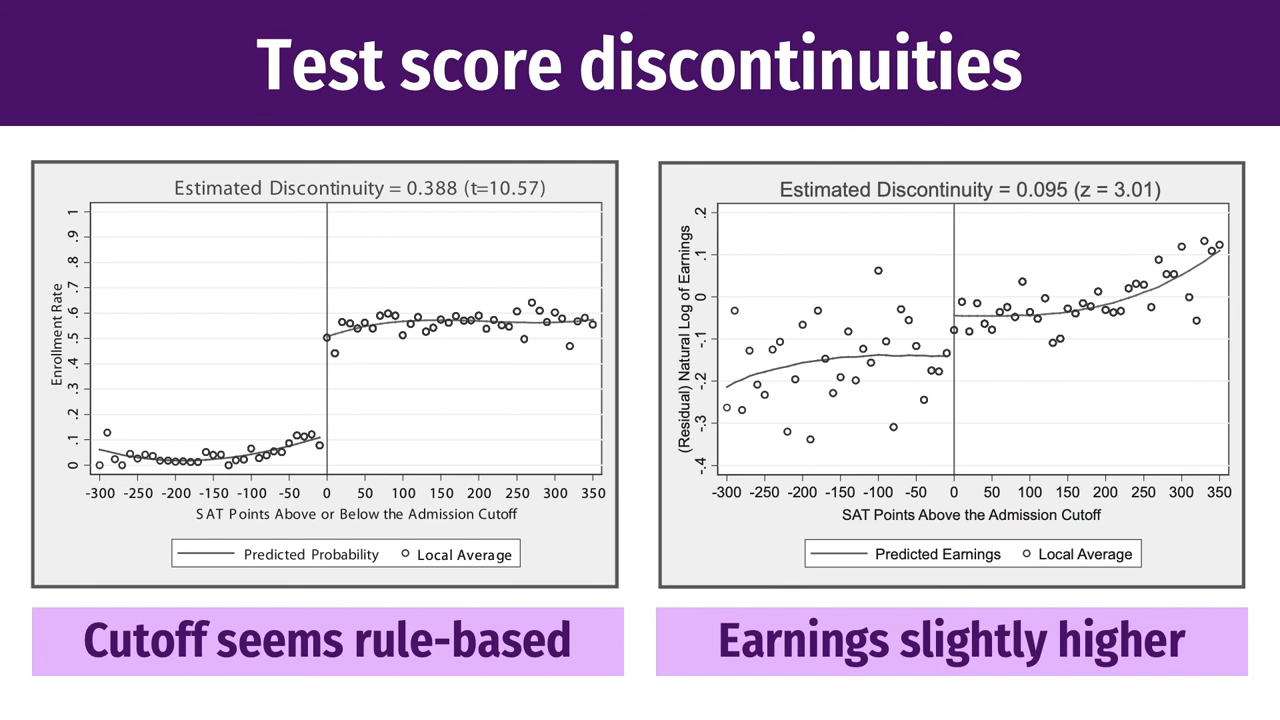 Test score discontinuities
Estimated Discontinuity = 0.388 (t=10.57)
Enrollment Rate
1
.9
.8
.7
.6
.5
.4
.3
.2
.1
0
-300 -250 -200 -150 -100 -50 0 50 100 150 200 250 300 350
SAT Points Above or Below the Admission Cutoff
Predicted Probability Local Average
Cutoff seems rule-based
Estimated Discontinuity = 0.095 (z = 3.01)
(Residual) Natural Log of Earnings
.2
.1
0
-.1
-.2
-.3
-.4
-300 -250 -200 -150 -100 -50 0 50 100 150 200 250 300 350
SAT Points Above the Admission Cutoff
Predicted Earnings Local Average
Earnings slightly higher